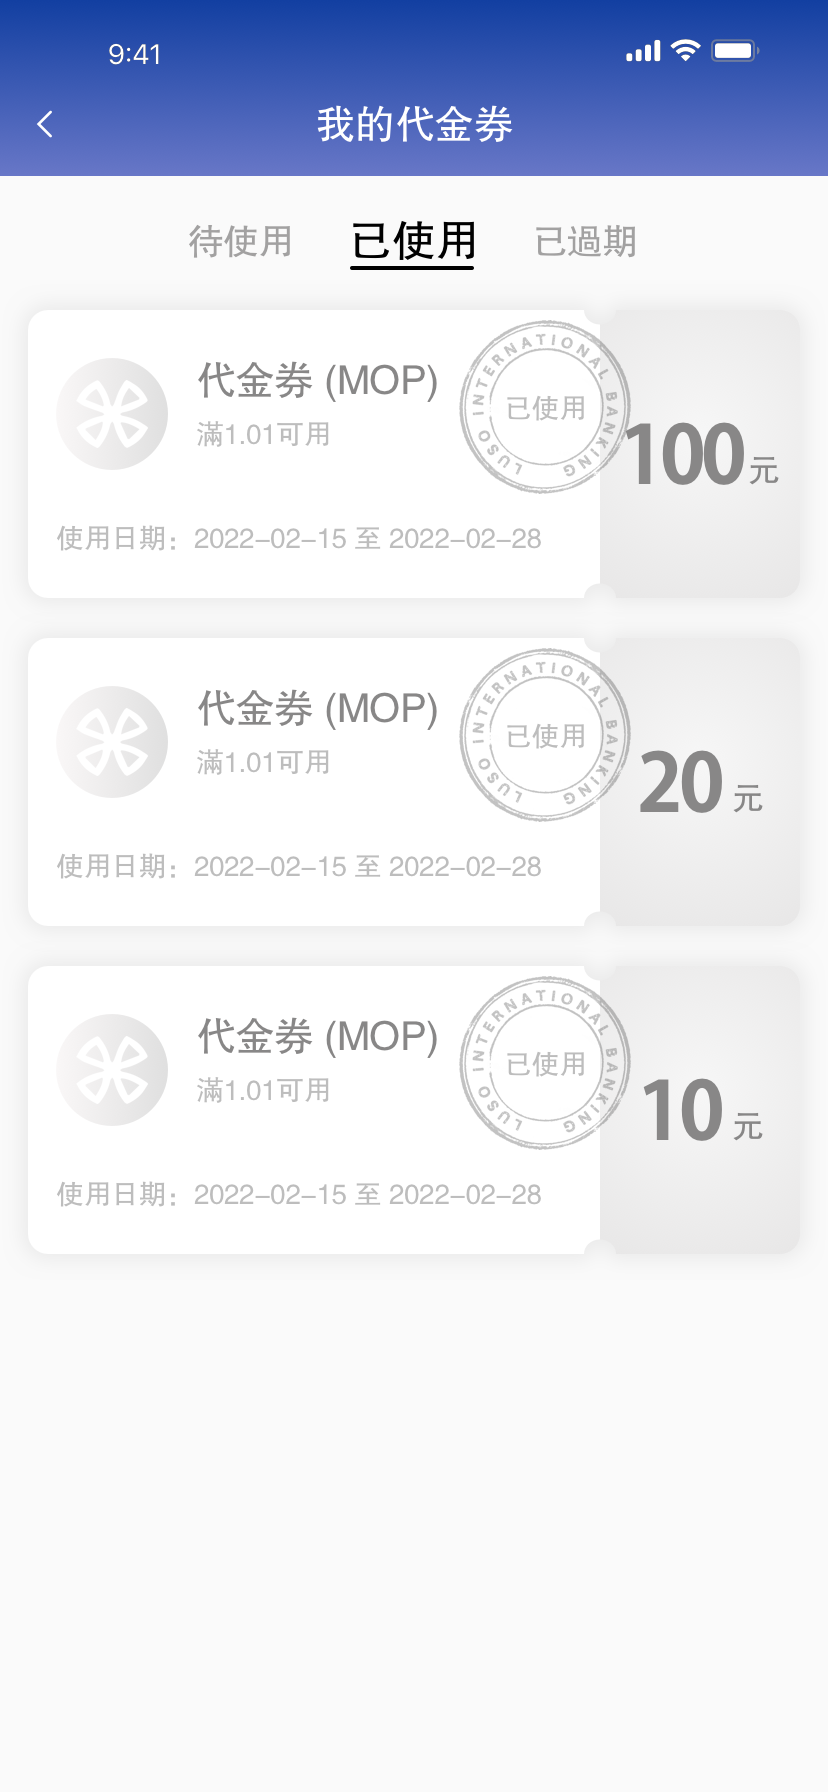 9:41
我的代金券
待使用 已使用 已過期
代金券 (MOP)
滿1.01可用
LUSO INTERNATIONAL BANKING
已使用
100元
使用日期：2022-02-15 至 2022-02-28
代金券 (MOP)
滿1.01可用
LUSO INTERNATIONAL BANKING
已使用
20 元
使用日期：2022-02-15 至 2022-02-28
代金券 (MOP)
滿1.01可用
LUSO INTERNATIONAL BANKING
已使用
10 元
使用日期：2022-02-15 至 2022-02-28